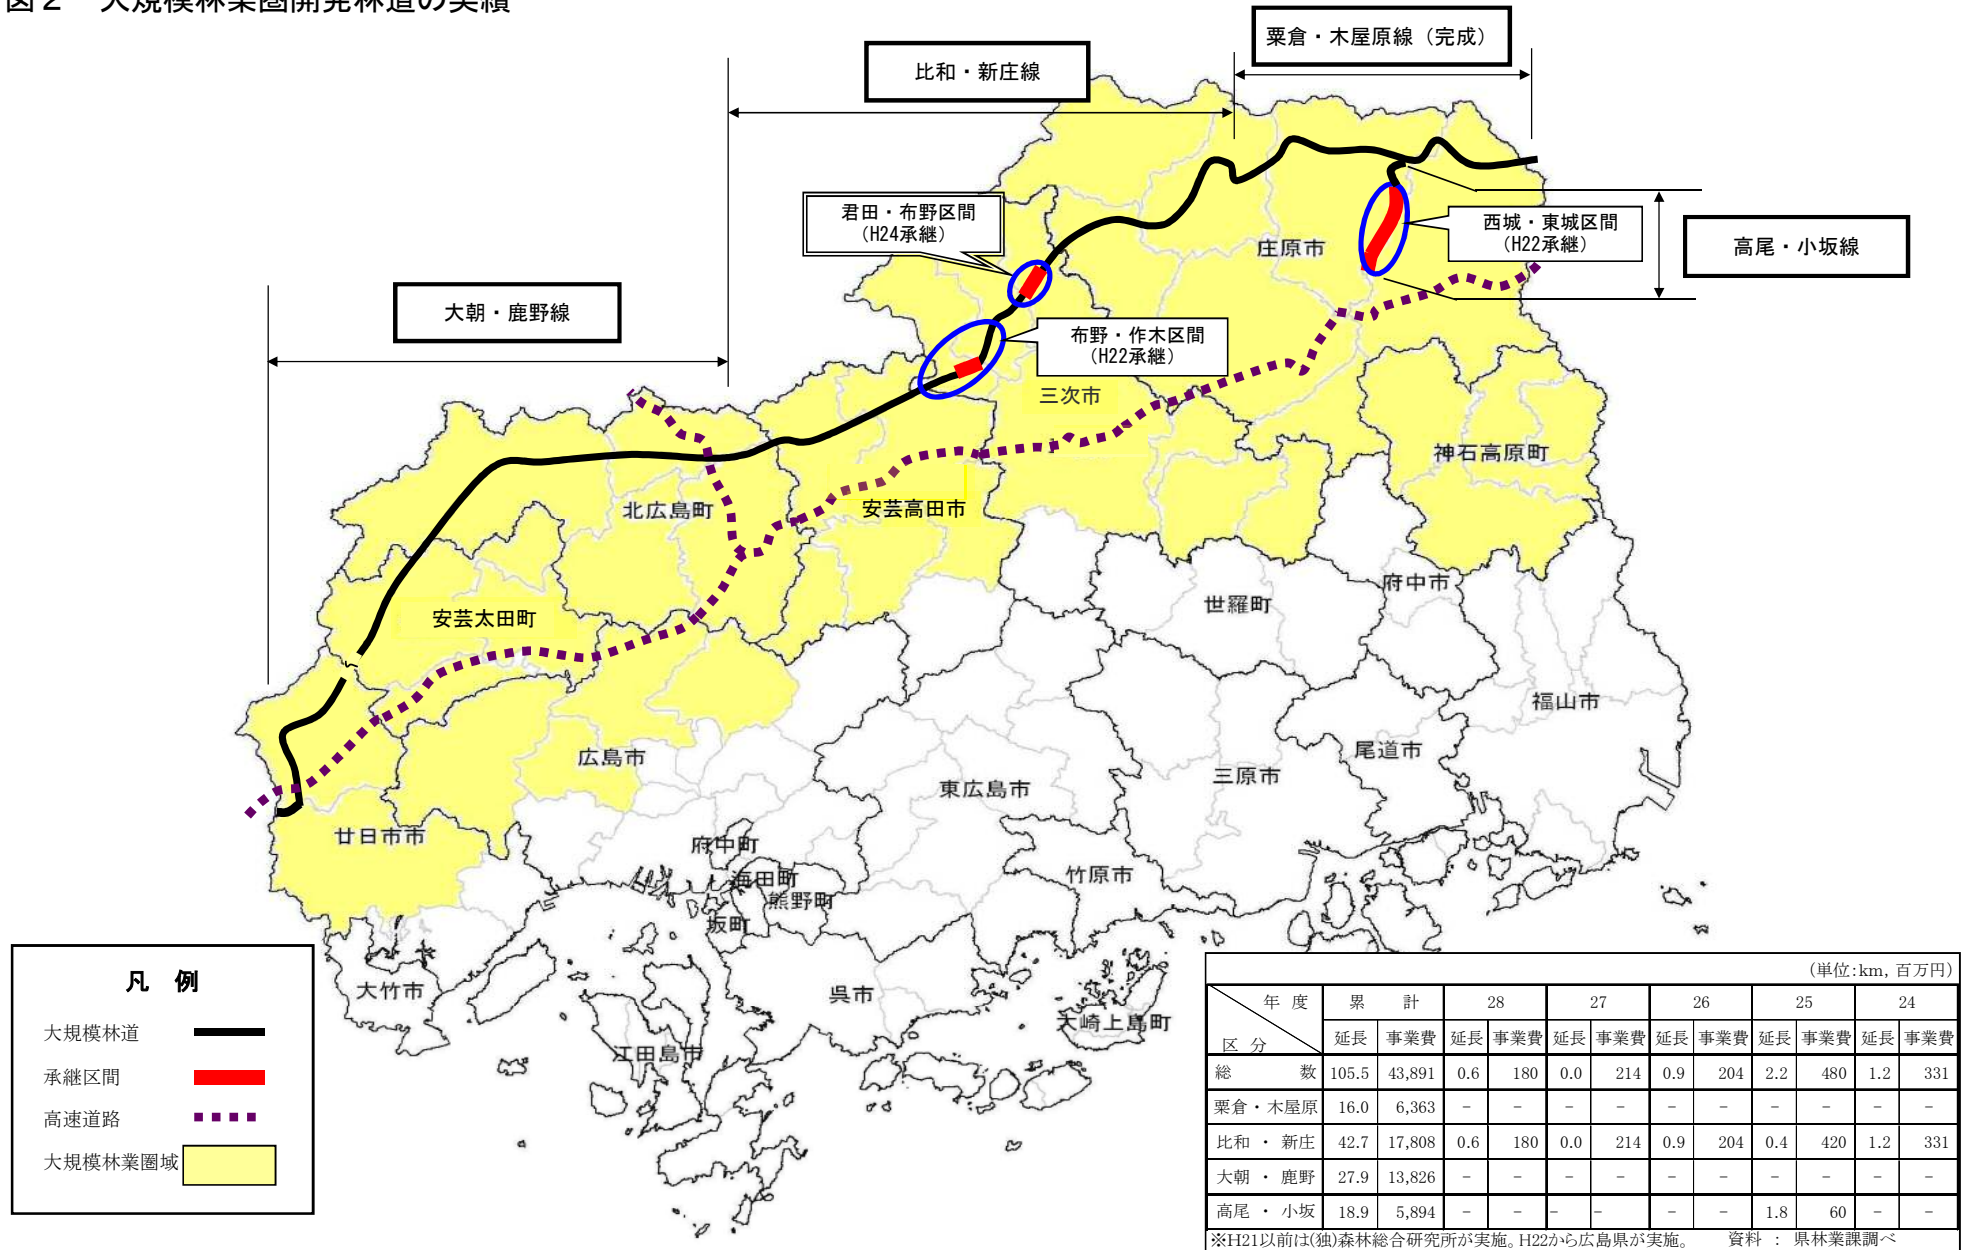 図２　大規模林業圏開発林道の実績
粟倉・木屋原線（完成）
比和・新庄線
君田・布野区間
（H24承継）
西城・東城区間
（H22承継）
高尾・小坂線
庄原市
大朝・鹿野線
布野・作木区間
（H22承継）
三次市
神石高原町
北広島町
安芸高田市
府中市
安芸太田町
世羅町
福山市
広島市
尾道市
三原市
東広島市
廿日市市
府中町
海田町
竹原市
熊野町
坂町
大竹市
呉市
大崎上島町
江田島市
凡　例
大規模林道
承継区間
高速道路
大規模林業圏域
（単位：km，百万円）
年 度 累 計 28 27 26 25 24
区 分 延長 事業費 延長 事業費 延長 事業費 延長 事業費 延長 事業費 延長 事業費
総 数 105.5 43,891 0.6 180 0.0 214 0.9 204 2.2 480 1.2 331
粟倉・木屋原 16.0 6,363 － － － － － － － － － －
比和 ・ 新庄 42.7 17,808 0.6 180 0.0 214 0.9 204 0.4 420 1.2 331
大朝 ・ 鹿野 27.9 13,826 － － － － － － － － － －
高尾 ・ 小坂 18.9 5,894 － － － － － － 1.8 60 － －
※H21以前は(独)森林総合研究所が実施。H22から広島県が実施。 資料 ： 県林業課調べ